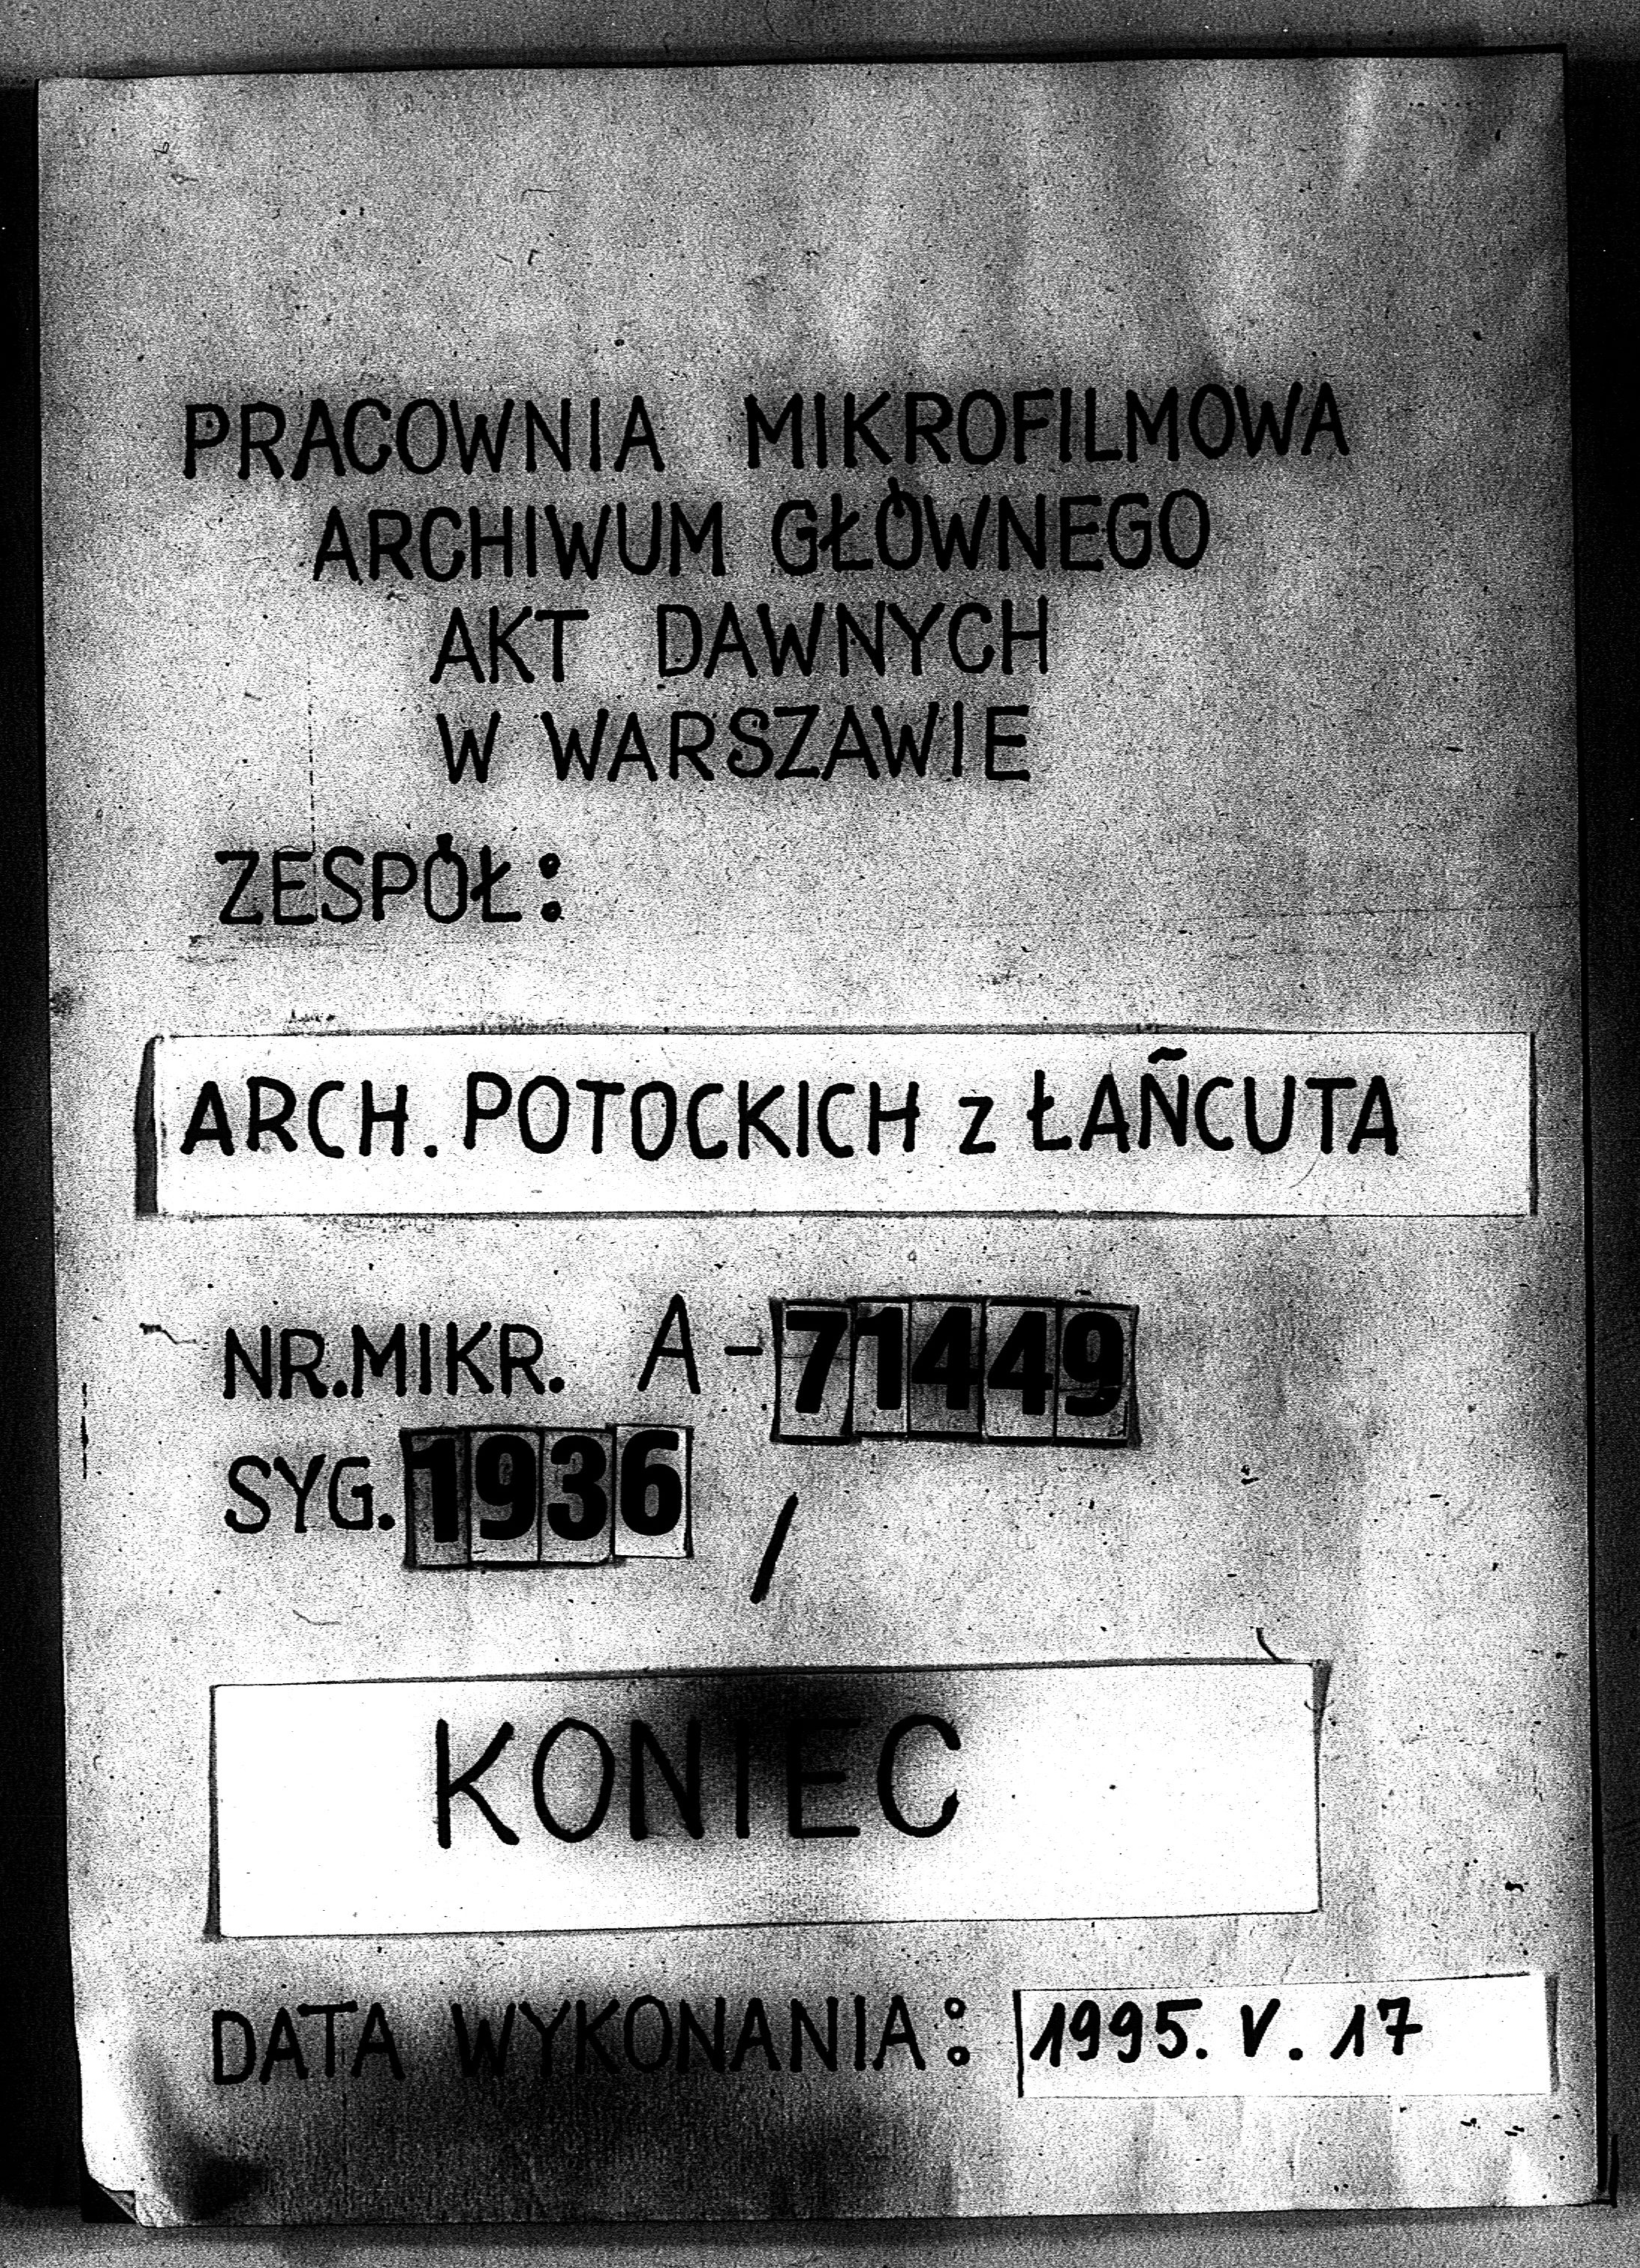 PRACOWNIA MIKROFILMOWA
ARCHIWUM GŁÓWNEGO
AKT DAWNYCH
W WARSZAWIE
ZESPÓŁ:
ARCH. POTOCKICH z ŁAÑCUTA
NR.MIKR. A-71449
SYG. 1936 /
KONIEC
DATA WYKONANIA: 1995. V. 17